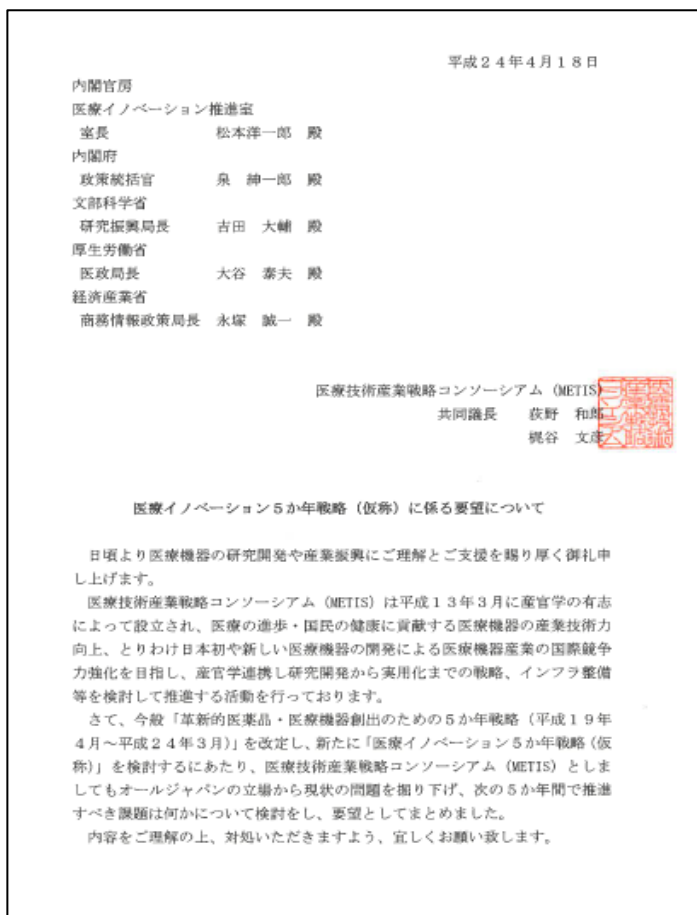 平成24年4月18日
内閣官房
医療イノベーション推進室
室長 松本洋一郎 殿
内閣府
政策統括官 泉 紳一郎 殿
文部科学省
研究振興局長 吉田 大輔 殿
厚生労働省
医政局長 大谷 泰夫 殿
経済産業省
商務情報政策局長 永塚 誠一 殿
医療技術産業戦略コンソーシアム (METIS)
共同議長 荻野 和郎
梶谷 文彦
医療イノベーション5か年戦略(仮称)に係る要望について
日頃より医療機器の研究開発や産業振興にご理解とご支援を賜り厚く御礼申
し上げます。
医療技術産業戦略コンソーシアム (METIS) は平成13年3月に産官学の有志
によって設立され、医療の進歩・国民の健康に貢献する医療機器の産業技術力
向上、とりわけ日本初や新しい医療機器の開発による医療機器産業の国際競争
力強化を目指し、産官学連携し研究開発から実用化までの戦略、インフラ整備
等を検討して推進する活動を行っております。
さて、今般「革新的医薬品・医療機器創出のための5か年戦略(平成19年
4月~平成24年3月)」を改定し、新たに「医療イノベーション5か年戦略(仮
称)」を検討するにあたり、医療技術産業戦略コンソーシアム (METIS) としま
してもオールジャパンの立場から現状の問題を掘り下げ、次の5か年間で推進
すべき課題は何かについて検討をし、要望としてまとめました。
内容をご理解の上、対処いただきますよう、宜しくお願い致します。